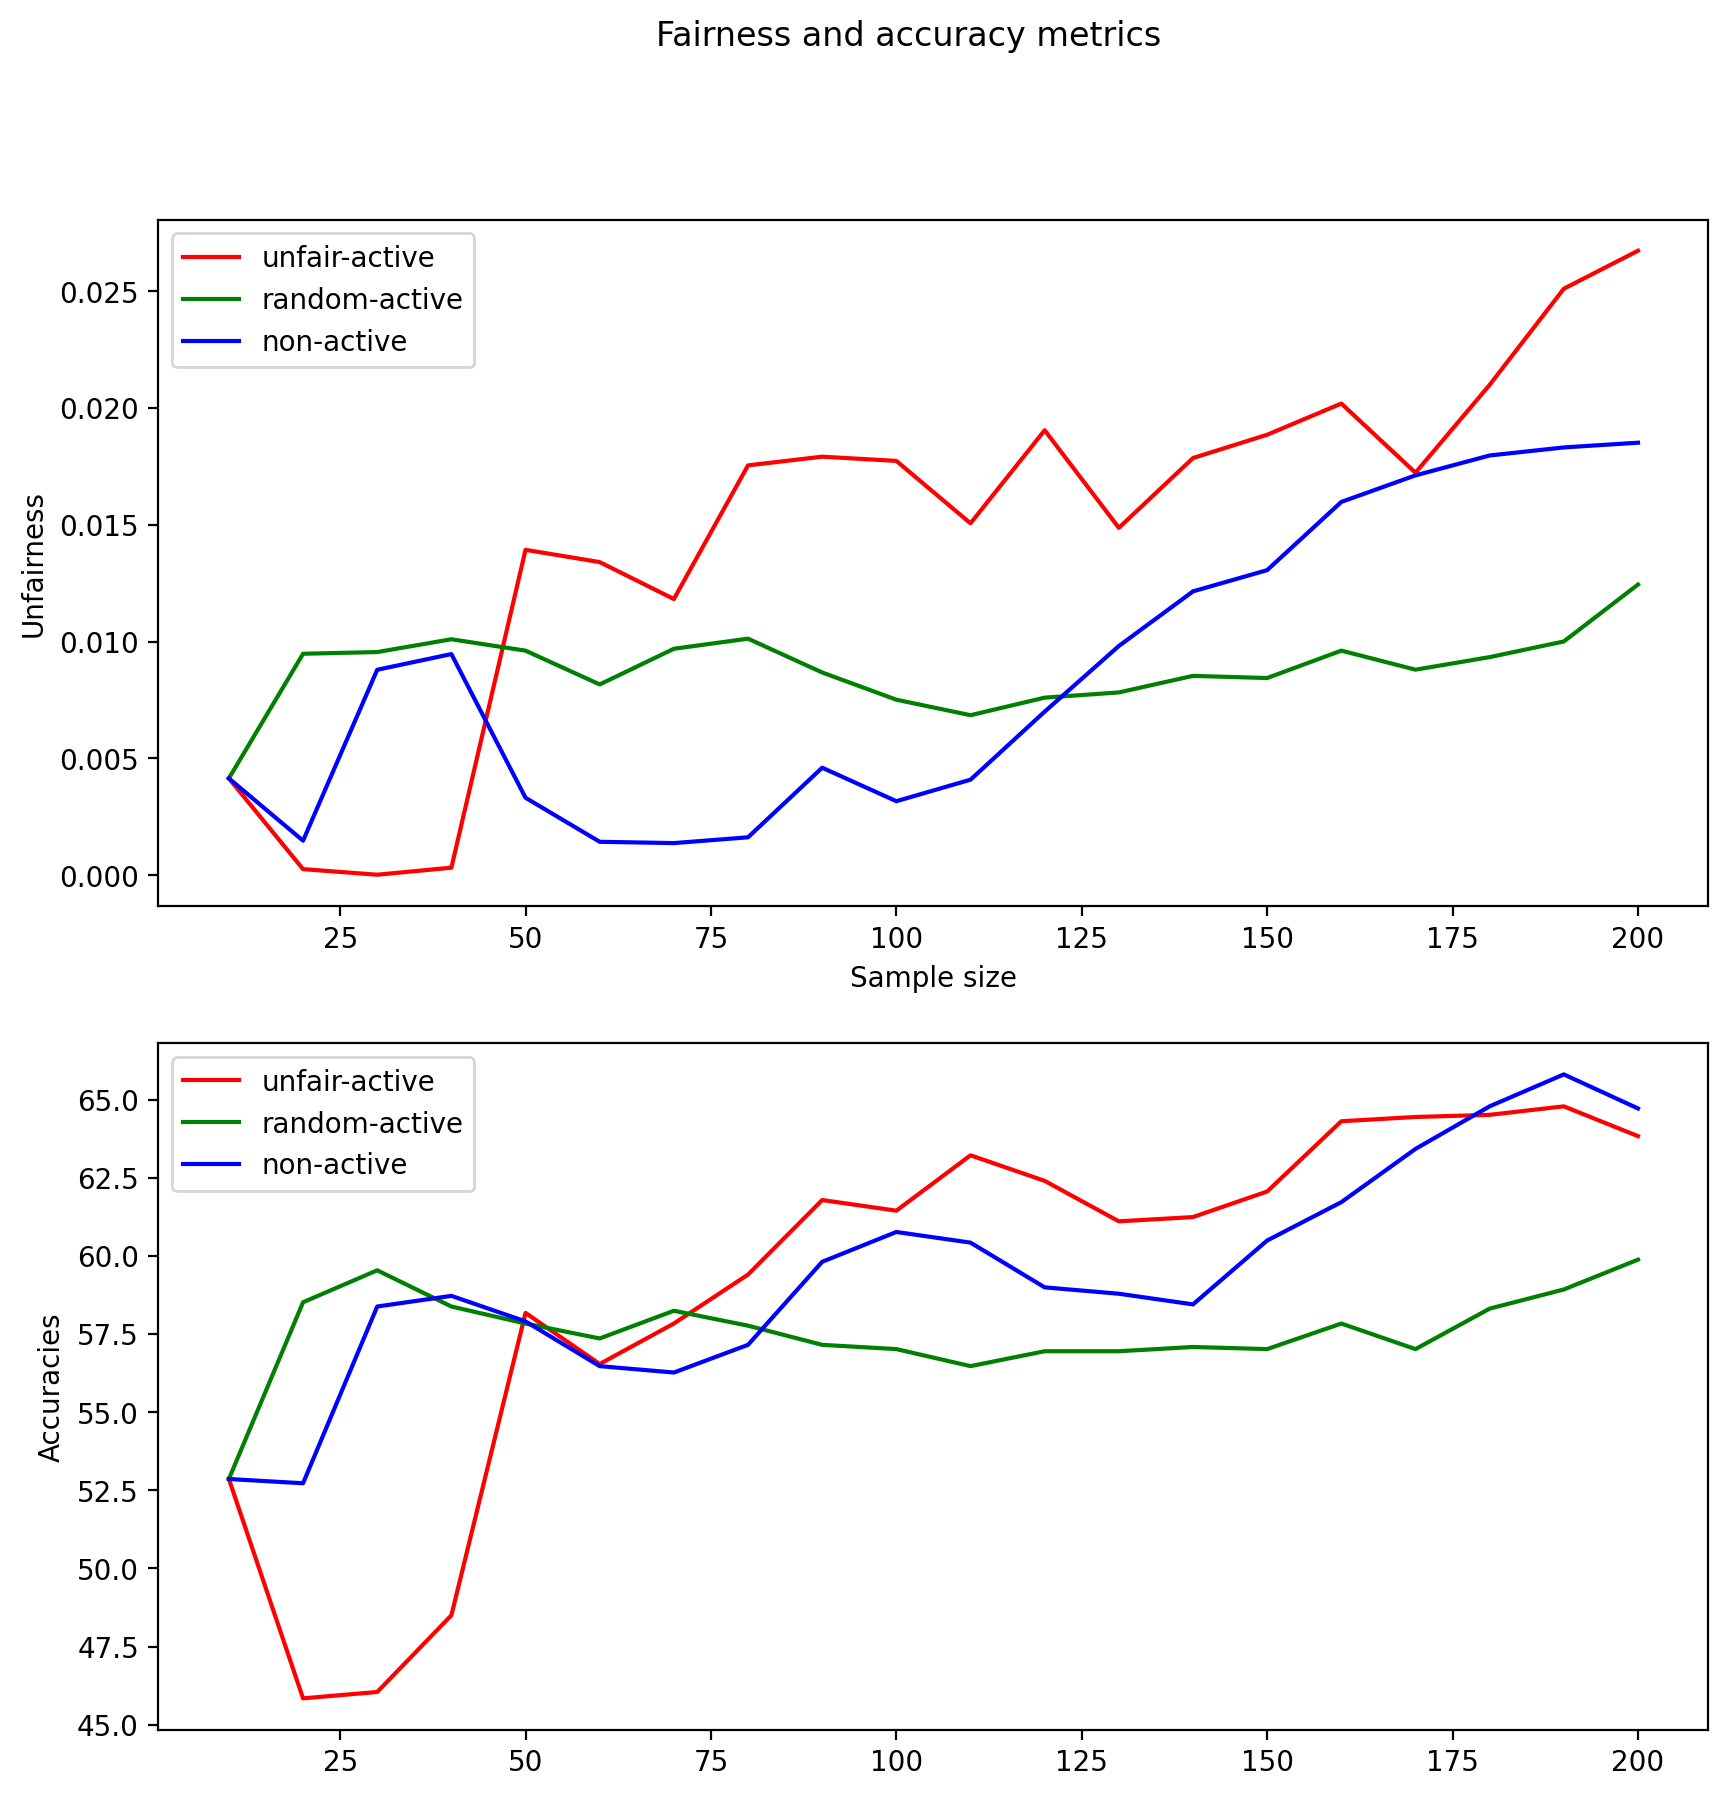 Fairness and accuracy metrics
unfair-active
random-active
non-active
Unfairness
0.025
0.020
0.015
0.010
0.005
0.000
25 50 75 100 125 150 175 200
Sample size
unfair-active
random-active
non-active
Accuracies
65.0
62.5
60.0
57.5
55.0
52.5
50.0
47.5
45.0
25 50 75 100 125 150 175 200